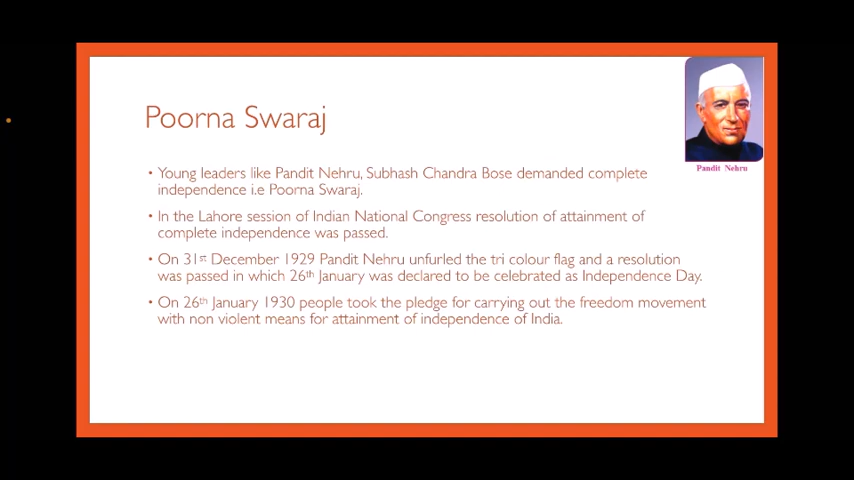 Pandit Nehru
Poorna Swaraj
• Young leaders like Pandit Nehru, Subhash Chandra Bose demanded complete
independence i.e Poorna Swaraj.
• In the Lahore session of Indian National Congress resolution of attainment of
complete independence was passed.
• On 31st December 1929 Pandit Nehru unfurled the tri colour flag and a resolution
was passed in which 26th January was declared to be celebrated as Independence Day.
• On 26th January 1930 people took the pledge for carrying out the freedom movement
with non violent means for attainment of independence of India.